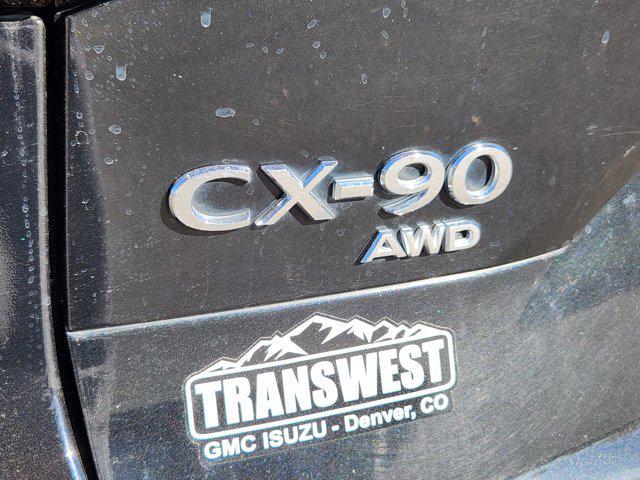 CX-90
AWD
TRANSWEST
GMC ISUZU - Denver, CO